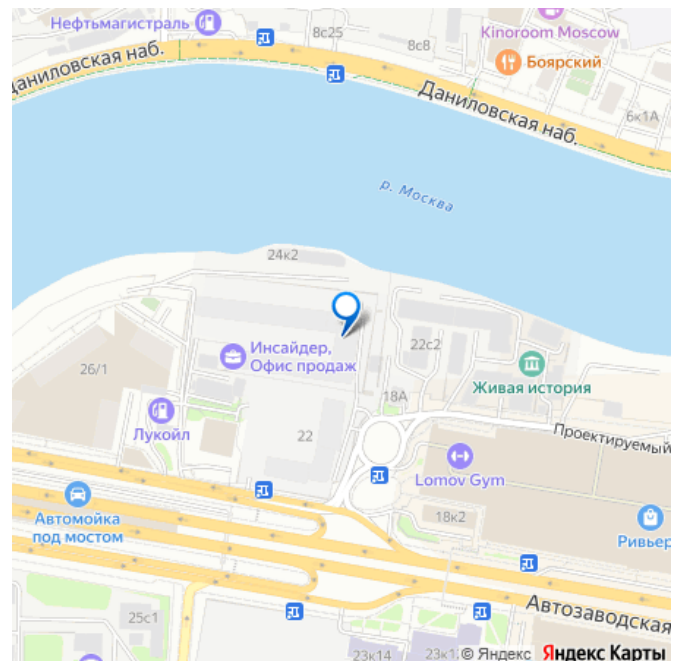 Нефтьмагистраль
8с25
8с8
Kinoroom Moscow
Боярский
Даниловская наб.
Даниловская наб.
6к1А
р. Москва
24к2
Инсайдер,
Офис продаж
22с2
26/1
Живая история
18А
Лукойл
22
Проектируемый
Lomov Gym
Автомойка
под мостом
18к2
Ривьер
Автозаводская
25с1
23к14
23к1
© Яндекс Яндекс Карты